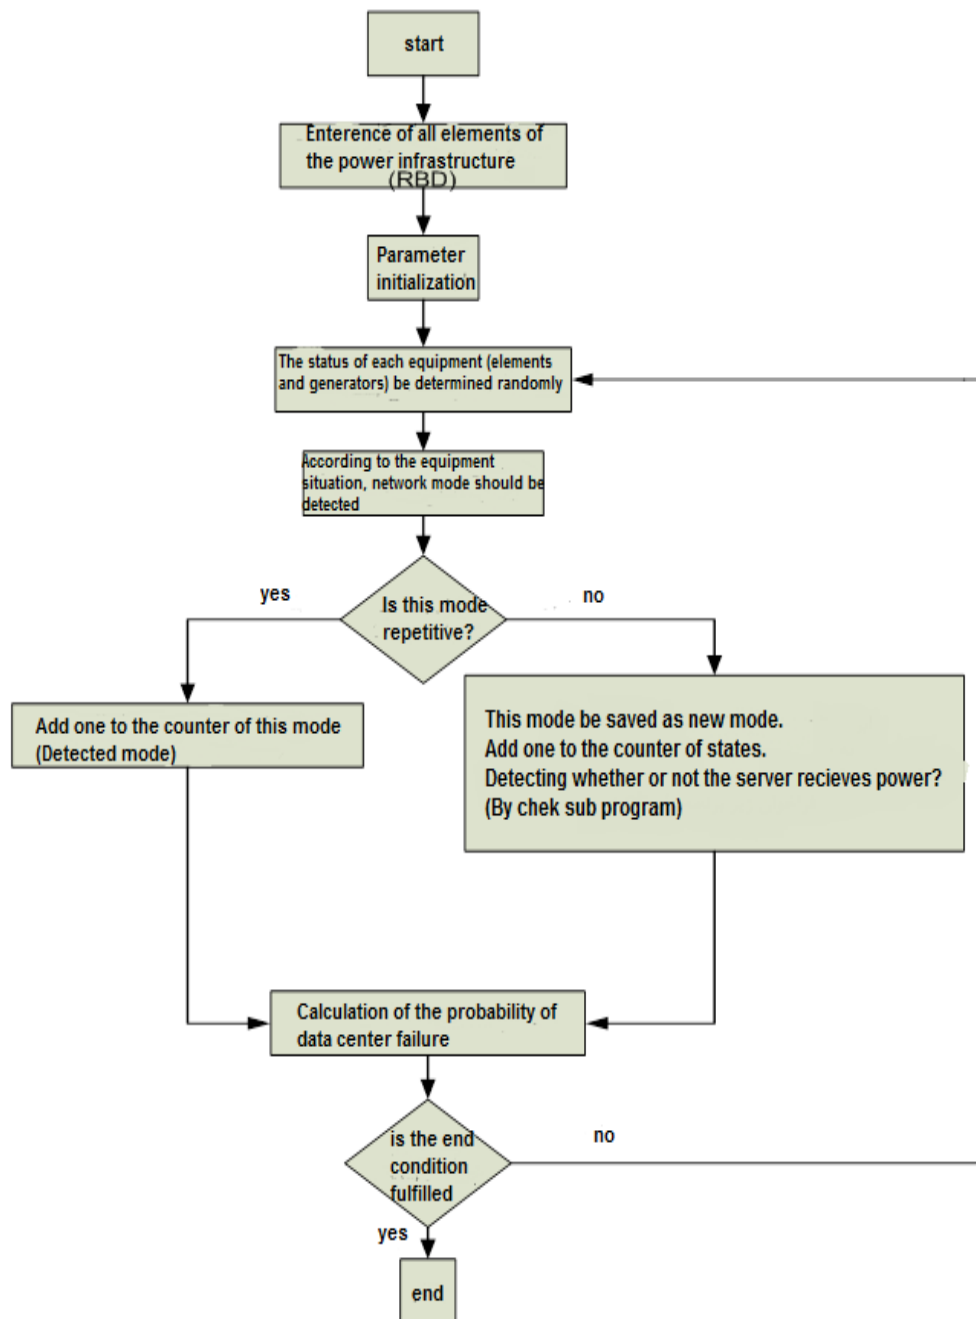 start
Enterence of all elements of
the power infrastructure
(RBD)
Parameter
initialization
The status of each equipment (elements
and generators) be determined randomly
According to the equipment
situation, network mode should be
detected
yes
Is this mode
repetitive?
no
Add one to the counter of this mode
(Detected mode)
This mode be saved as new mode.
Add one to the counter of states.
Detecting whether or not the server recieves power?
(By chek sub program)
Calculation of the probability of
data center failure
is the end
condition
fulfilled
no
yes
end